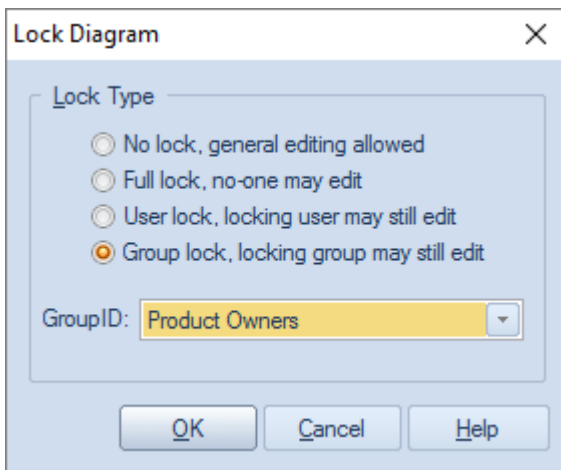 Lock Diagram
Lock Type
No lock, general editing allowed
Full lock, no-one may edit
User lock, locking user may still edit
Group lock, locking group may still edit
GroupID: Product Owners
OK Cancel Help